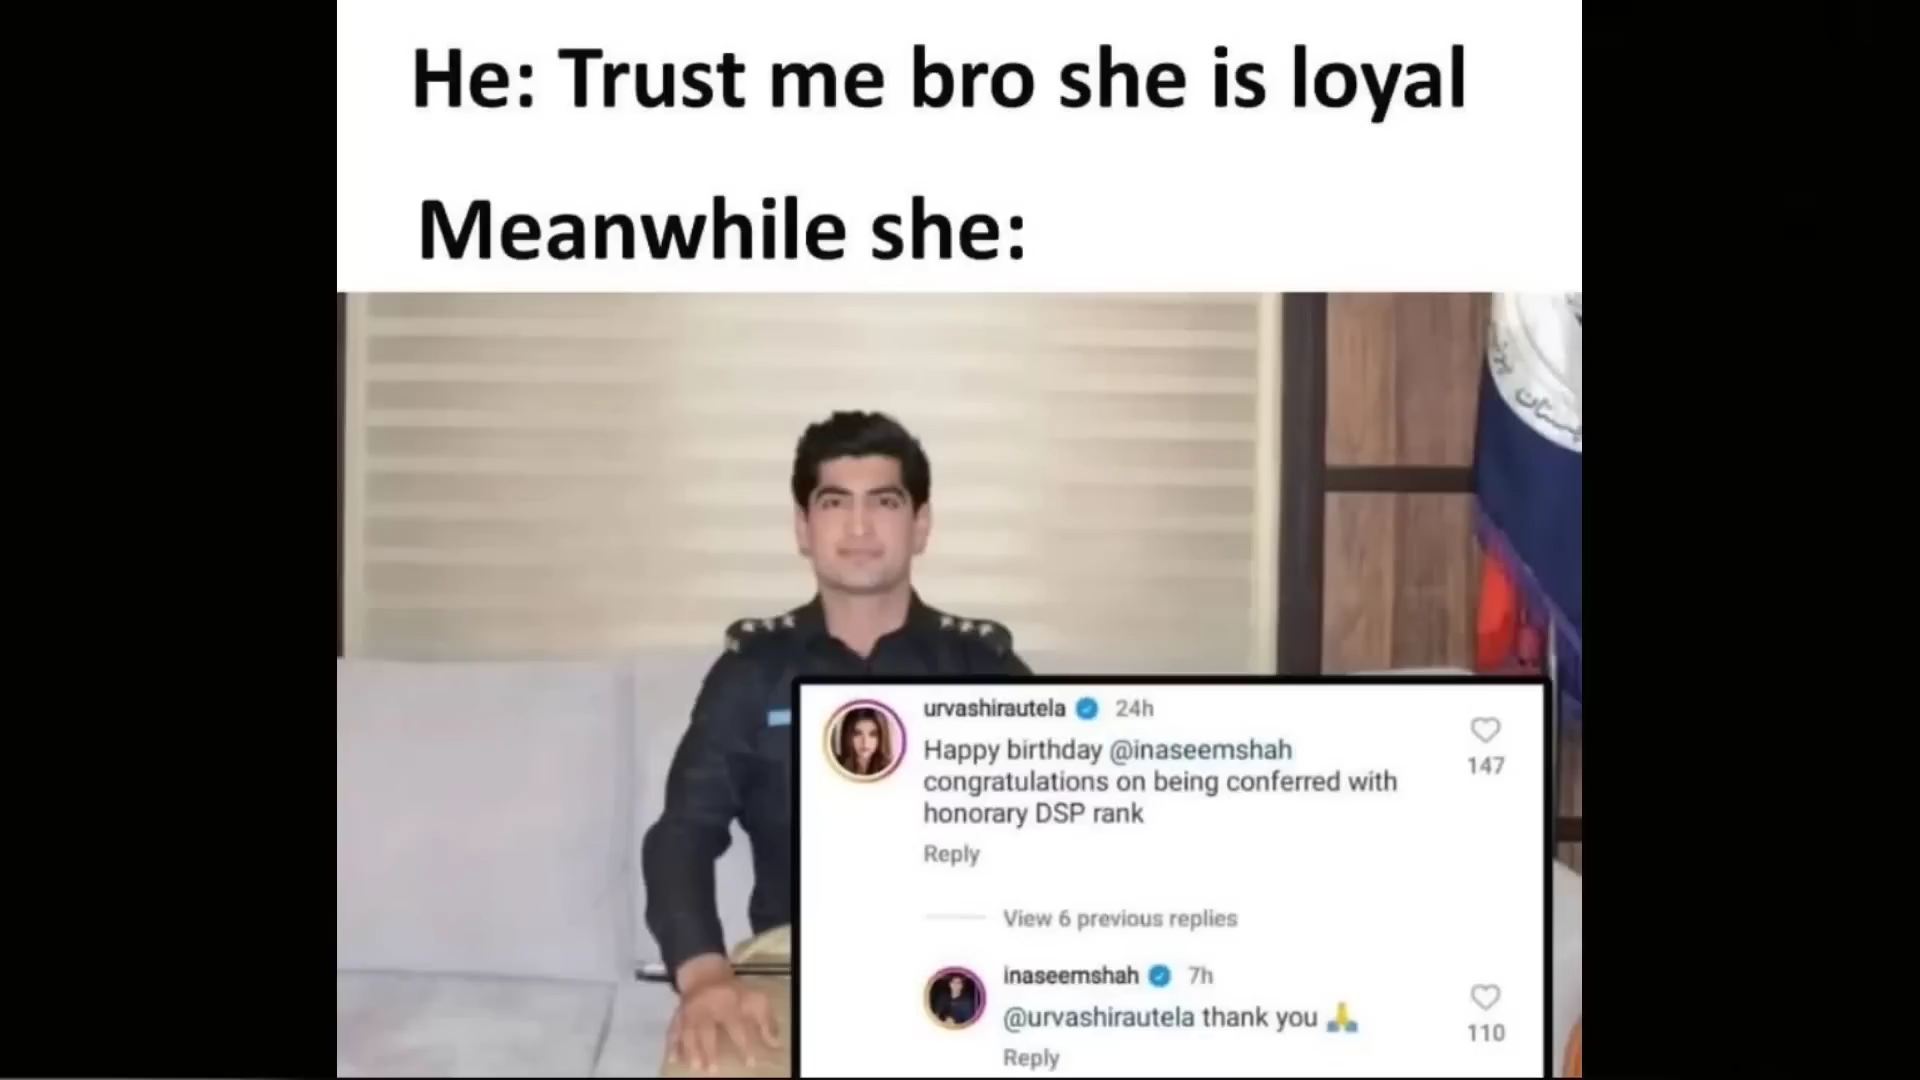 He: Trust me bro she is loyal
Meanwhile she:
urvashirautela 24h
Happy birthday @inaseemshah
congratulations on being conferred with
honorary DSP rank
147
Reply
View 6 previous replies
inaseemshah 7h
@urvashirautela thank you 🙏
110
Reply